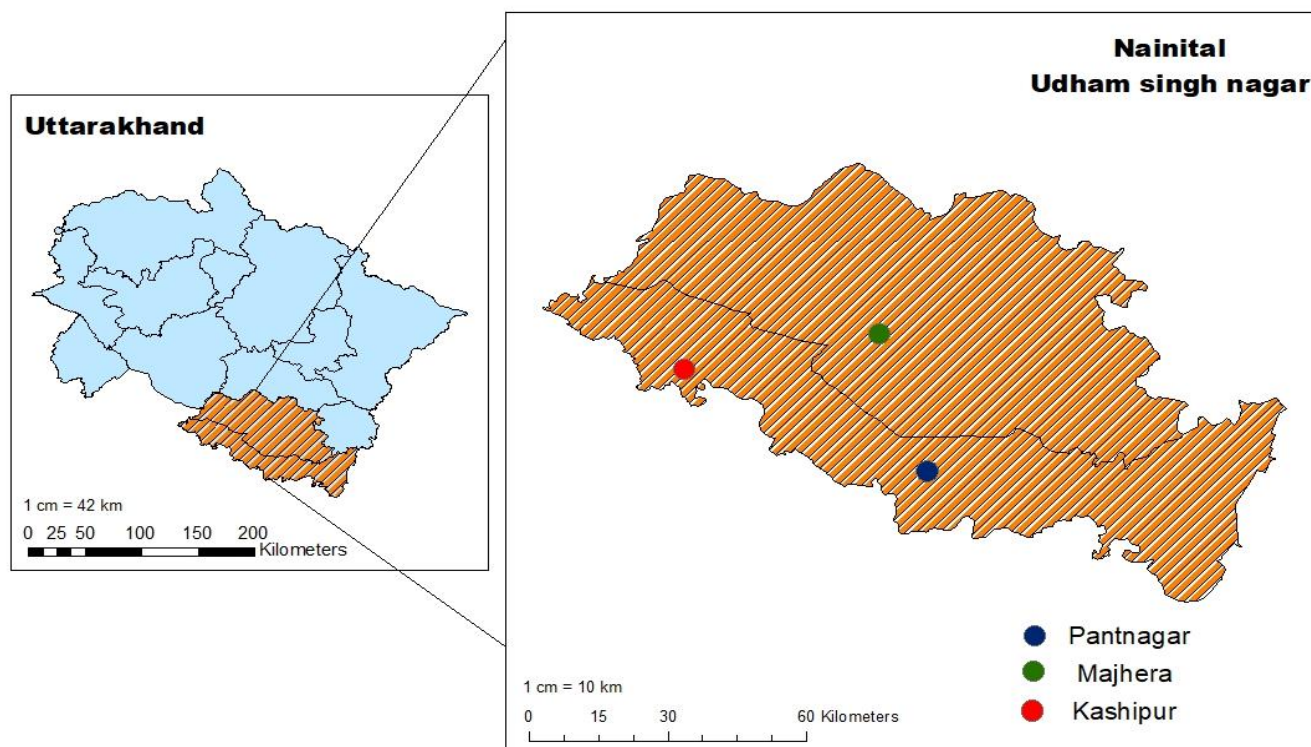 Uttarakhand
1 cm = 42 km
0 25 50 100 150 200
Kilometers
Nainital
Udham singh nagar
Pantnagar
Majhera
Kashipur
1 cm = 10 km
0 15 30 60 Kilometers